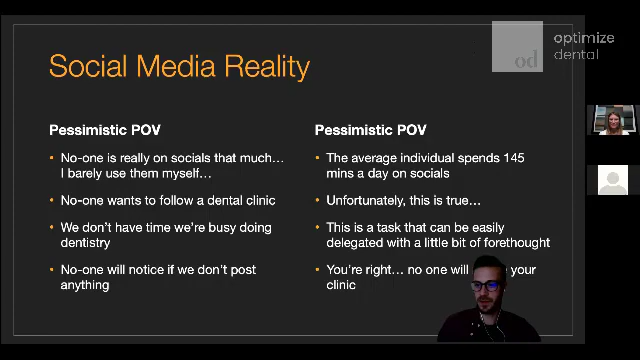 od
optimize
dental
Social Media Reality
Pessimistic POV
• No-one is really on socials that much…
I barely use them myself…
• No-one wants to follow a dental clinic
• We don't have time we're busy doing
dentistry
• No-one will notice if we don't post
anything
Pessimistic POV
• The average individual spends 145
mins a day on socials
• Unfortunately, this is true…
• This is a task that can be easily
delegated with a little bit of forethought
• You're right… no one will your
clinic